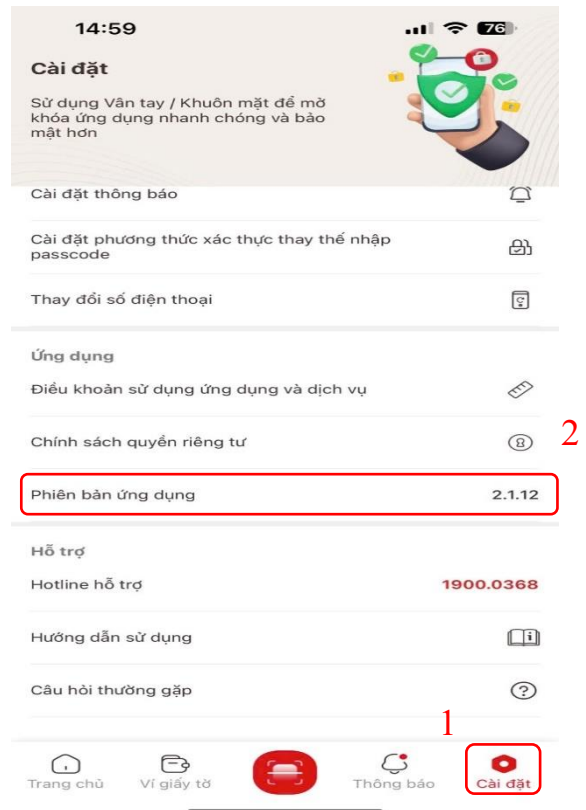 14:59
76
Cài đặt
Sử dụng Vân tay / Khuôn mặt để mở
khóa ứng dụng nhanh chóng và bảo
mật hơn
Cài đặt thông báo
Cài đặt phương thức xác thực thay thế nhập
passcode
Thay đổi số điện thoại
Ứng dụng
Điều khoản sử dụng ứng dụng và dịch vụ
Chính sách quyền riêng tư
2
Phiên bản ứng dụng 2.1.12
Hỗ trợ
Hotline hỗ trợ 1900.0368
Hướng dẫn sử dụng
Câu hỏi thường gặp
1
Trang chủ Ví giấy tờ Thông báo Cài đặt